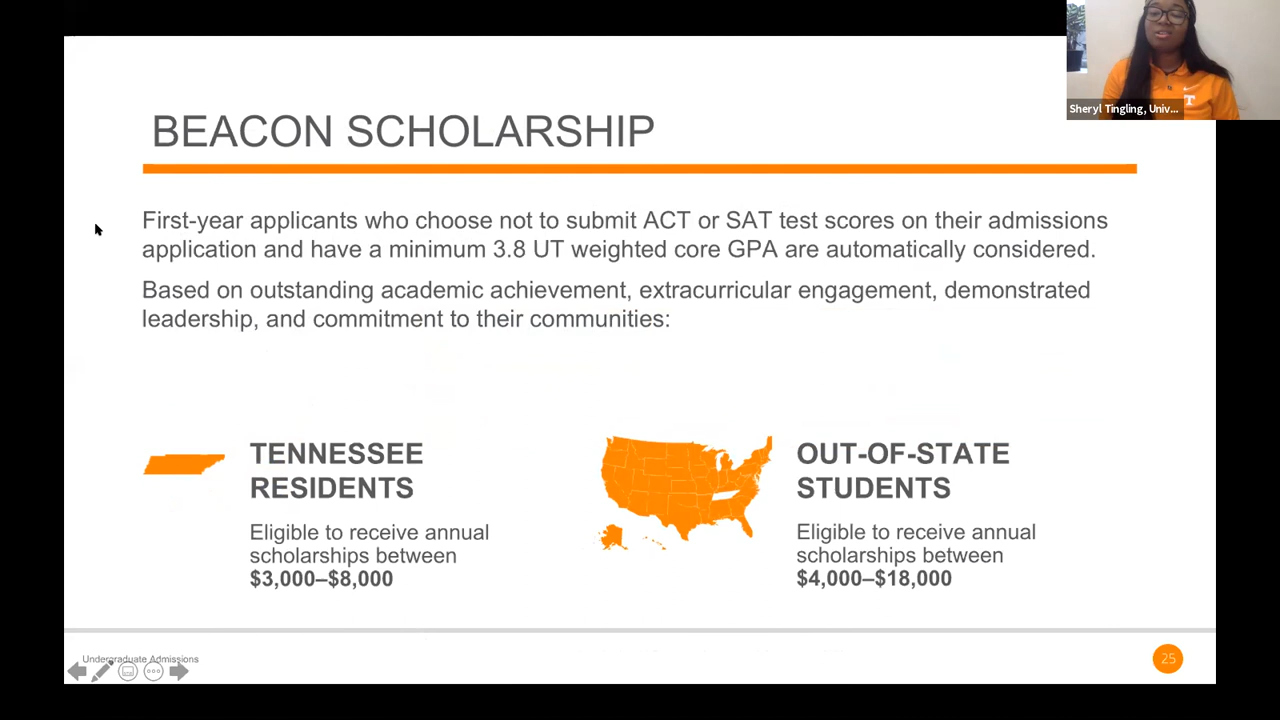 BEACON SCHOLARSHIP
Sheryl Tingling, Univ...
T
First-year applicants who choose not to submit ACT or SAT test scores on their admissions
application and have a minimum 3.8 UT weighted core GPA are automatically considered.
Based on outstanding academic achievement, extracurricular engagement, demonstrated
leadership, and commitment to their communities:
TENNESSEE
RESIDENTS
Eligible to receive annual
scholarships between
$3,000–$8,000
OUT-OF-STATE
STUDENTS
Eligible to receive annual
scholarships between
$4,000–$18,000
Undergraduate Admissions
25